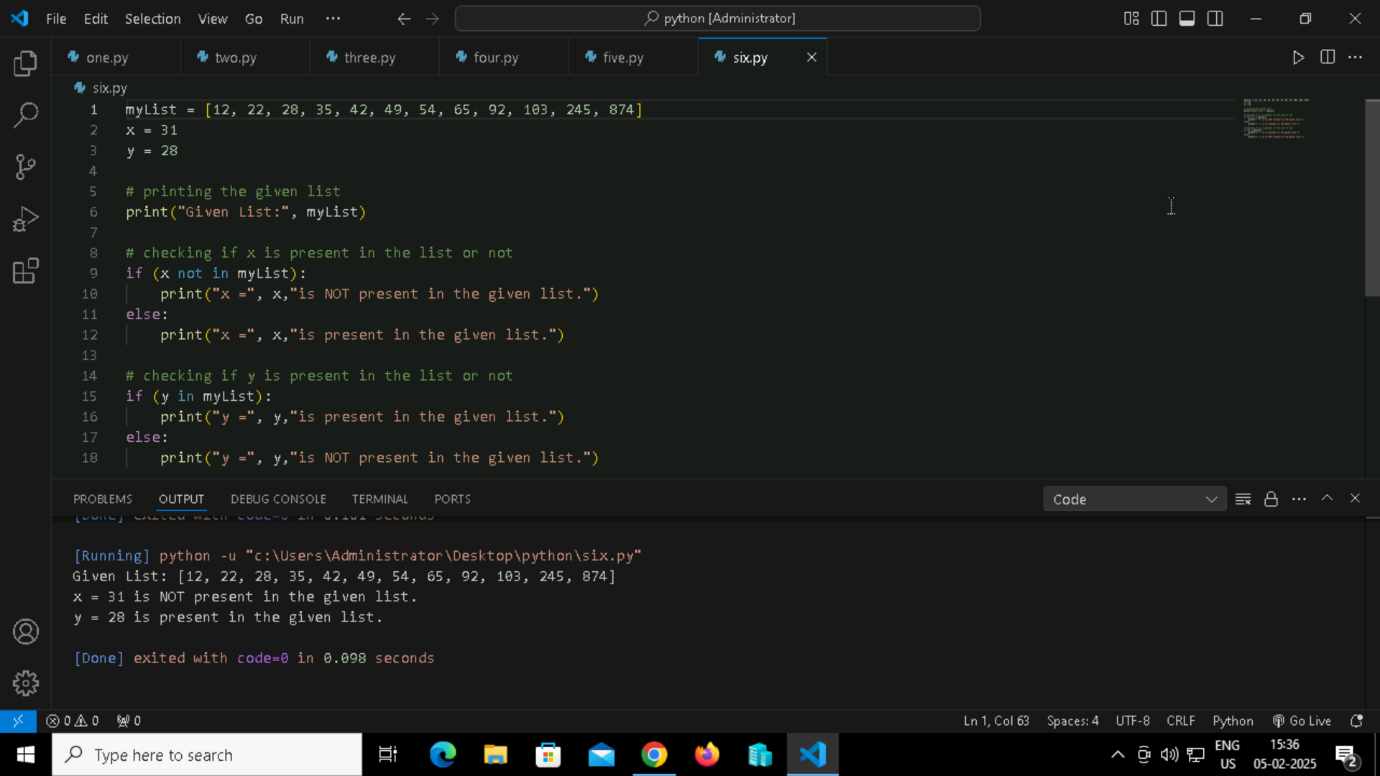 File Edit Selection View Go Run ··· python [Administrator]
one.py two.py three.py four.py five.py six.py
six.py
1 myList = [12, 22, 28, 35, 42, 49, 54, 65, 92, 103, 245, 874]
2 x = 31
3 y = 28
4
5 # printing the given list
6 print("Given List:", myList)
7
8 # checking if x is present in the list or not
9 if (x not in myList):
10 print("x =", x,"is NOT present in the given list.")
11 else:
12 print("x =", x,"is present in the given list.")
13
14 # checking if y is present in the list or not
15 if (y in myList):
16 print("y =", y,"is present in the given list.")
17 else:
18 print("y =", y,"is NOT present in the given list.")
PROBLEMS OUTPUT DEBUG CONSOLE TERMINAL PORTS Code
[Done] exited with code=0 in 0.101 seconds
[Running] python -u "c:\Users\Administrator\Desktop\python\six.py"
Given List: [12, 22, 28, 35, 42, 49, 54, 65, 92, 103, 245, 874]
x = 31 is NOT present in the given list.
y = 28 is present in the given list.
[Done] exited with code=0 in 0.098 seconds
0 0 0 Ln 1, Col 63 Spaces: 4 UTF-8 CRLF Python Go Live
Type here to search ENG US 15:36 05-02-2025 2